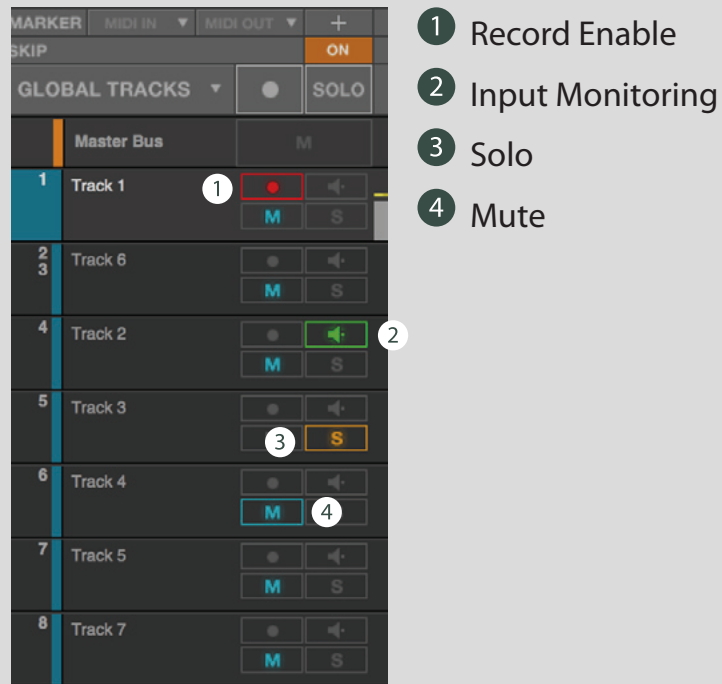 MARKER MIDI IN ▼ MIDI OUT ▼ +
SKIP ON
GLOBAL TRACKS ▼ ● SOLO
Master Bus M
1 Track 1 1
M S
2 Track 6
3
M S
4 Track 2
2
M S
5 Track 3
3 S
6 Track 4
M 4
7 Track 5
M S
8 Track 7
M S
1 Record Enable
2 Input Monitoring
3 Solo
4 Mute